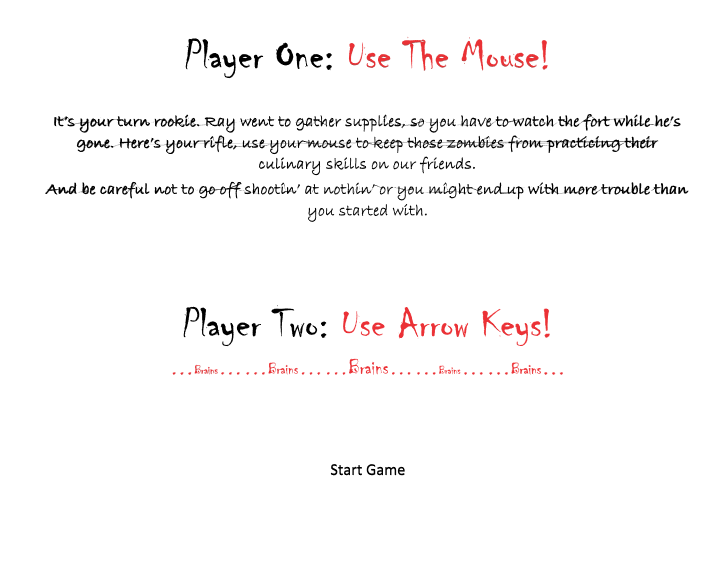 Player One: Use The Mouse!
It's your turn rookie. Ray went to gather supplies, so you have to watch the fort while he's
gone. Here's your rifle, use your mouse to keep those zombies from practicing their
culinary skills on our friends.
And be careful not to go off shootin' at nothin' or you might end up with more trouble than
you started with.
Player Two: Use Arrow Keys!
...Brains......Brains......Brains......Brains......Brains...
Start Game